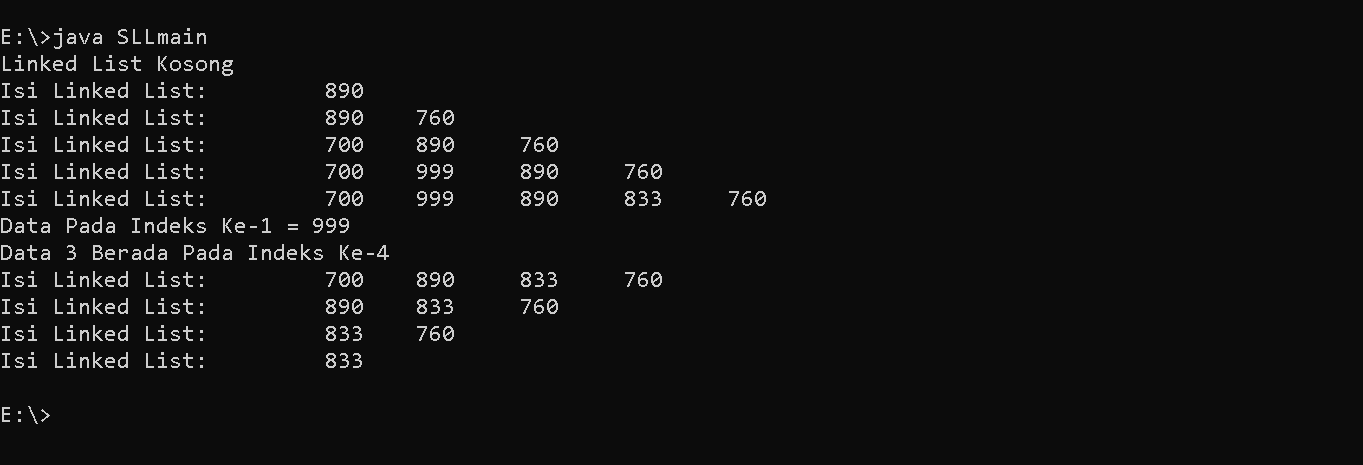 E:\>java SLLmain
Linked List Kosong
Isi Linked List:         890
Isi Linked List:         890    760
Isi Linked List:         700    890     760
Isi Linked List:         700    999     890     760
Isi Linked List:         700    999     890     833     760
Data Pada Indeks Ke-1 = 999
Data 3 Berada Pada Indeks Ke-4
Isi Linked List:         700    890     833     760
Isi Linked List:         890    833     760
Isi Linked List:         833    760
Isi Linked List:         833
E:\>